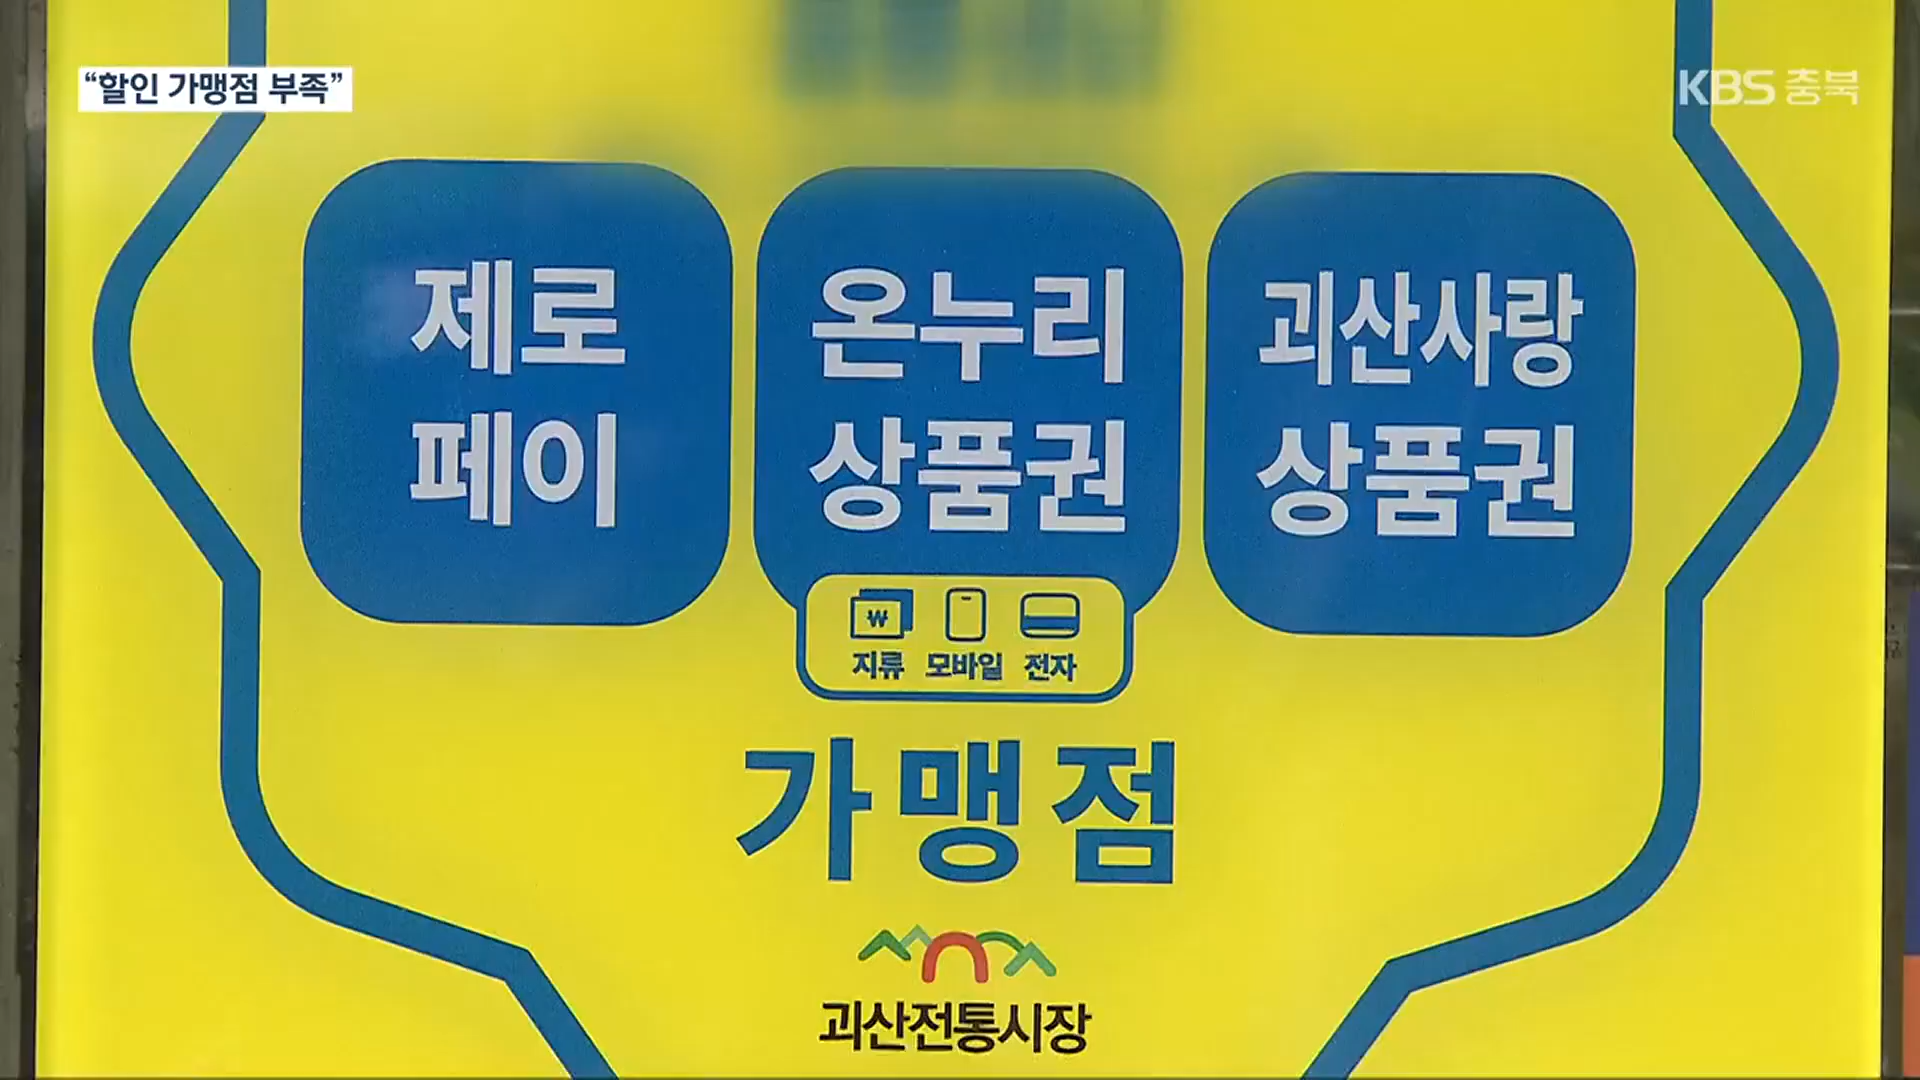 “할인 가맹점 부족”
KBS 충북
제로
페이
온누리
상품권
괴산사랑
상품권
₩
지류 모바일 전자
가맹점
괴산전통시장